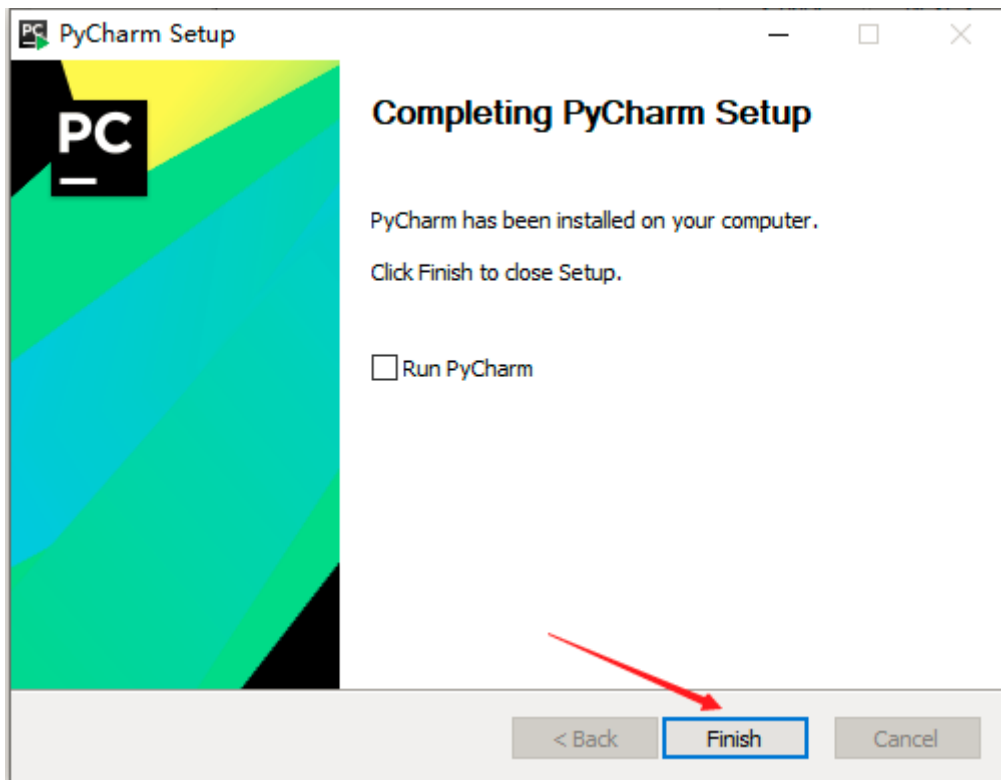 PyCharm Setup
PC
Completing PyCharm Setup
PyCharm has been installed on your computer.
Click Finish to close Setup.
Run PyCharm
< Back Finish Cancel